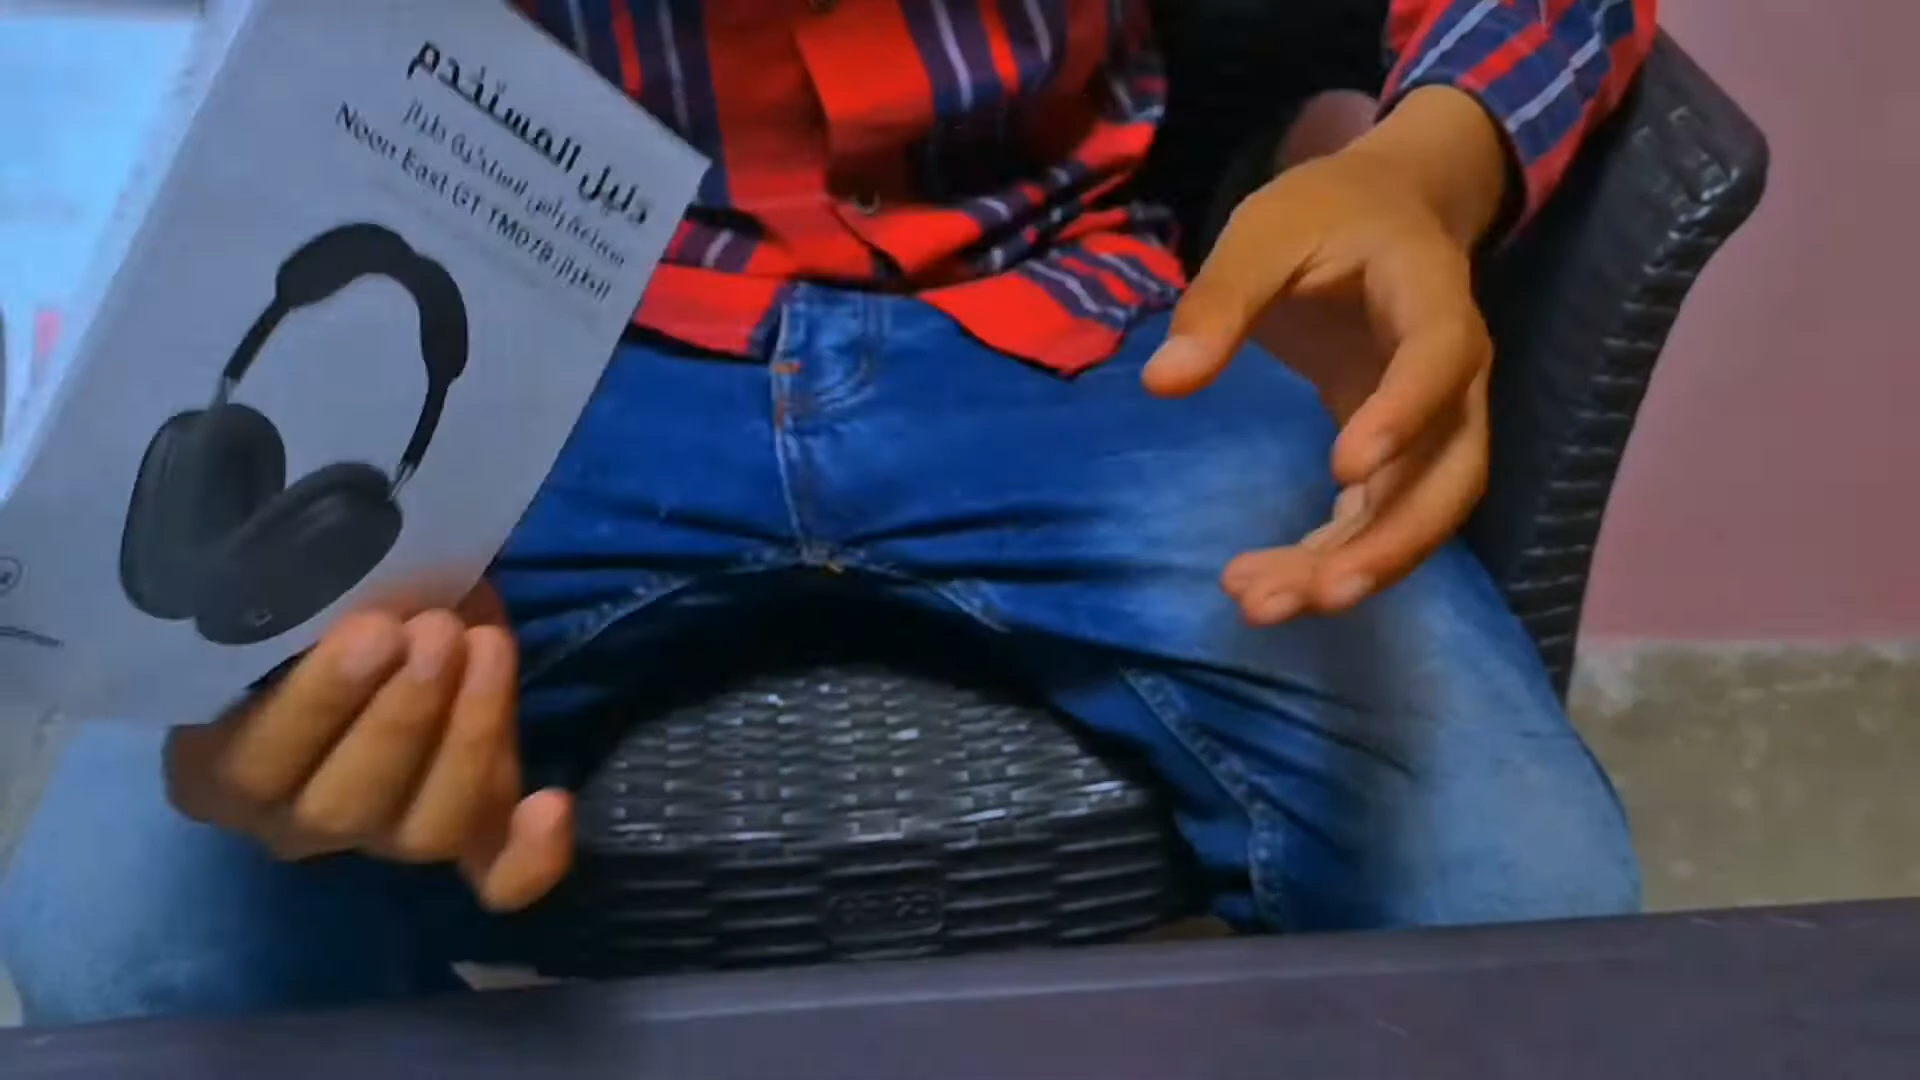 دليل المستخدم
سماعة رأس لاسلكية طراز
Noon East GT TM07B :الطراز